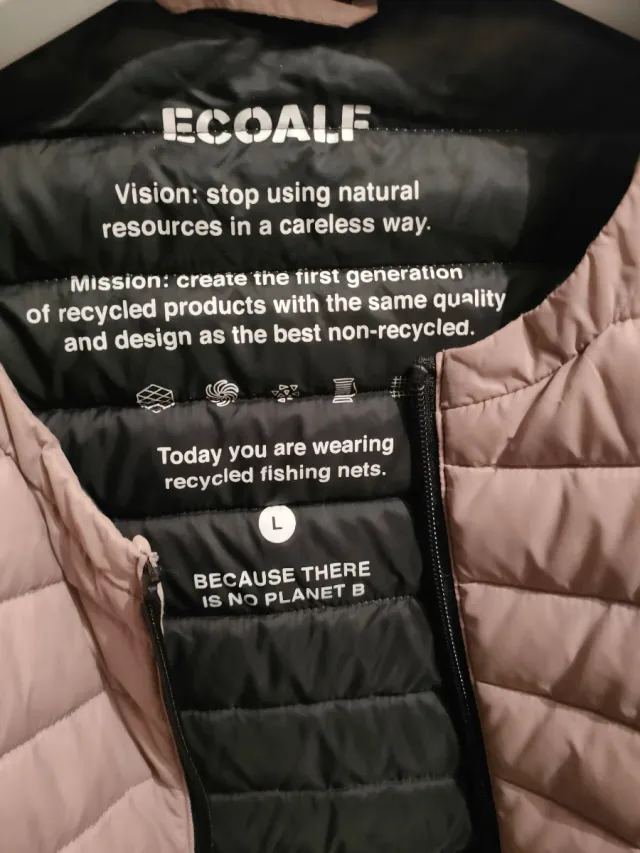 ECOALF
Vision: stop using natural
resources in a careless way.
Mission: create the first generation
of recycled products with the same quality
and design as the best non-recycled.
Today you are wearing
recycled fishing nets.
L
BECAUSE THERE
IS NO PLANET B